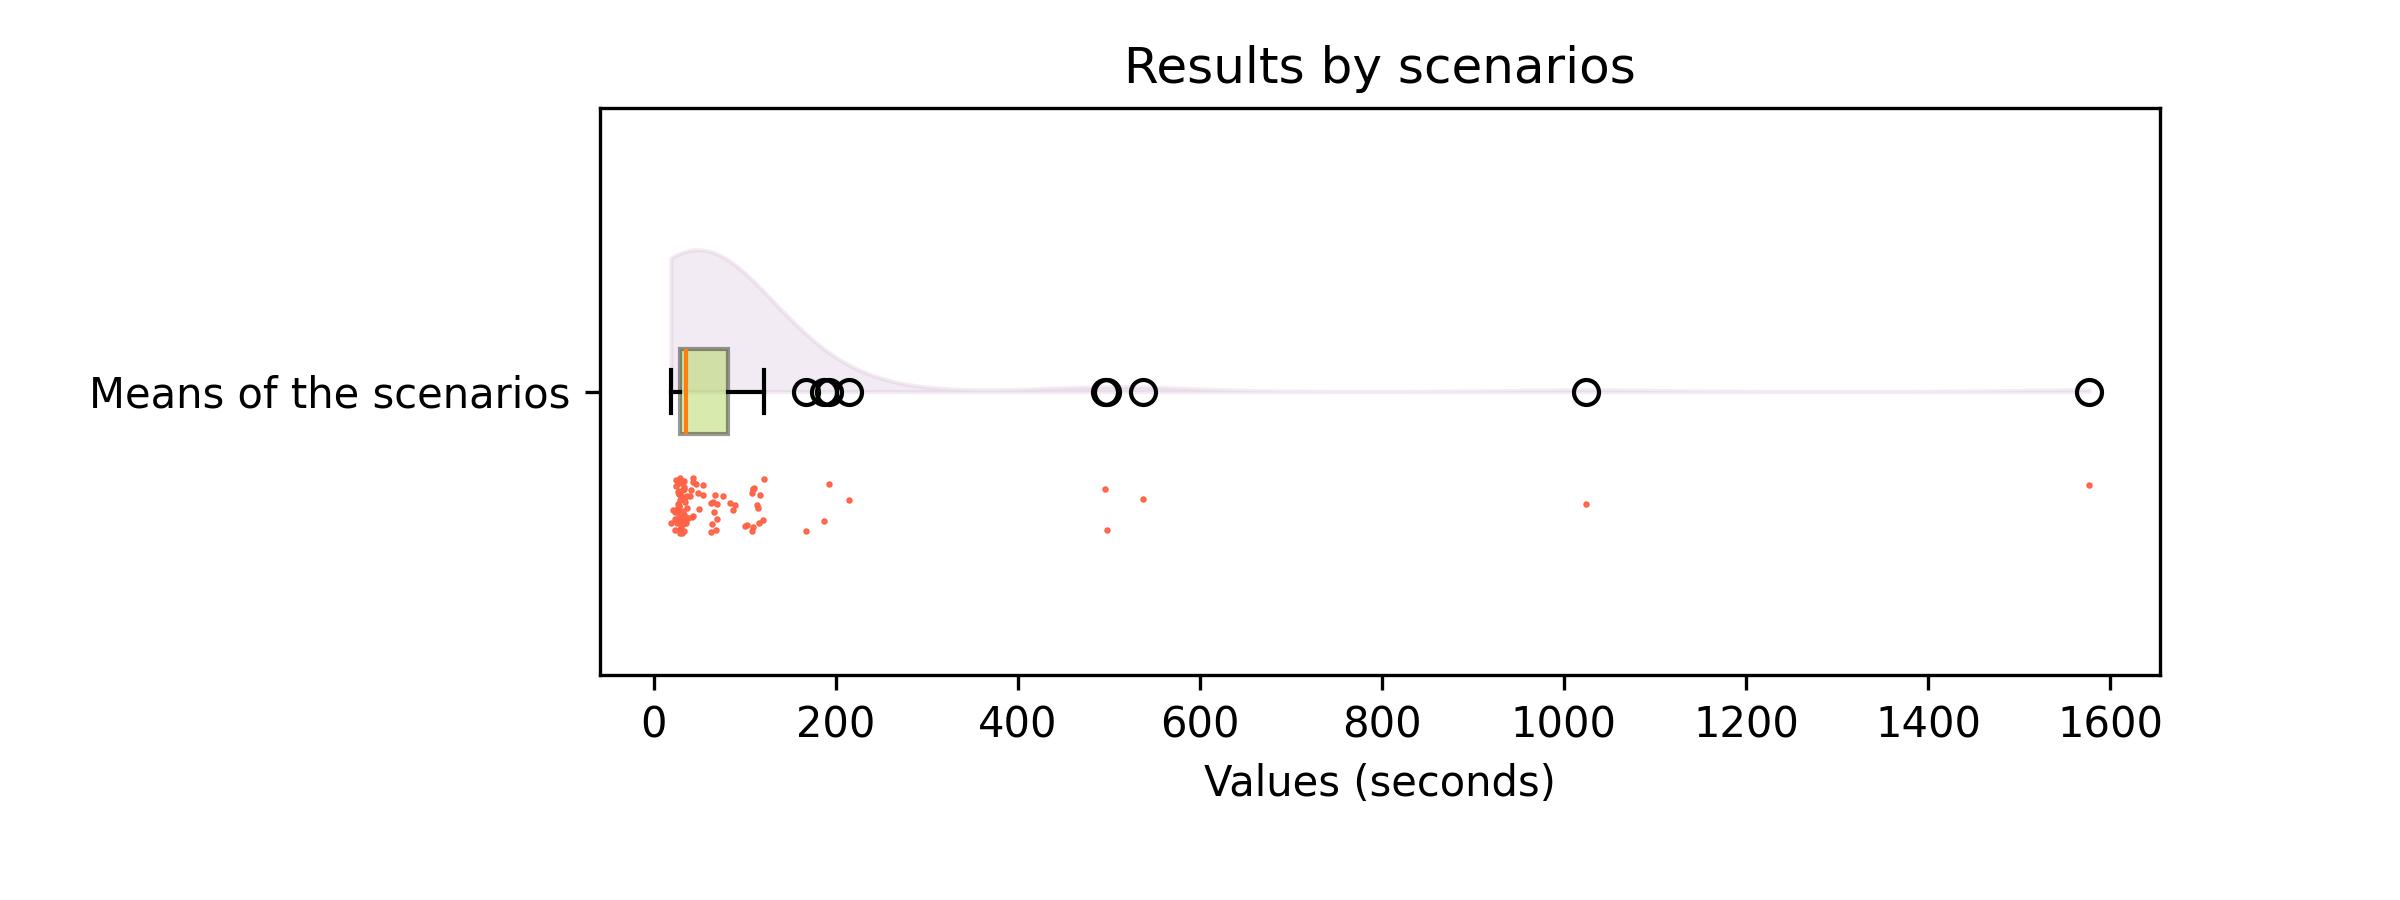 Results by scenarios
Means of the scenarios
0 200 400 600 800 1000 1200 1400 1600
Values (seconds)